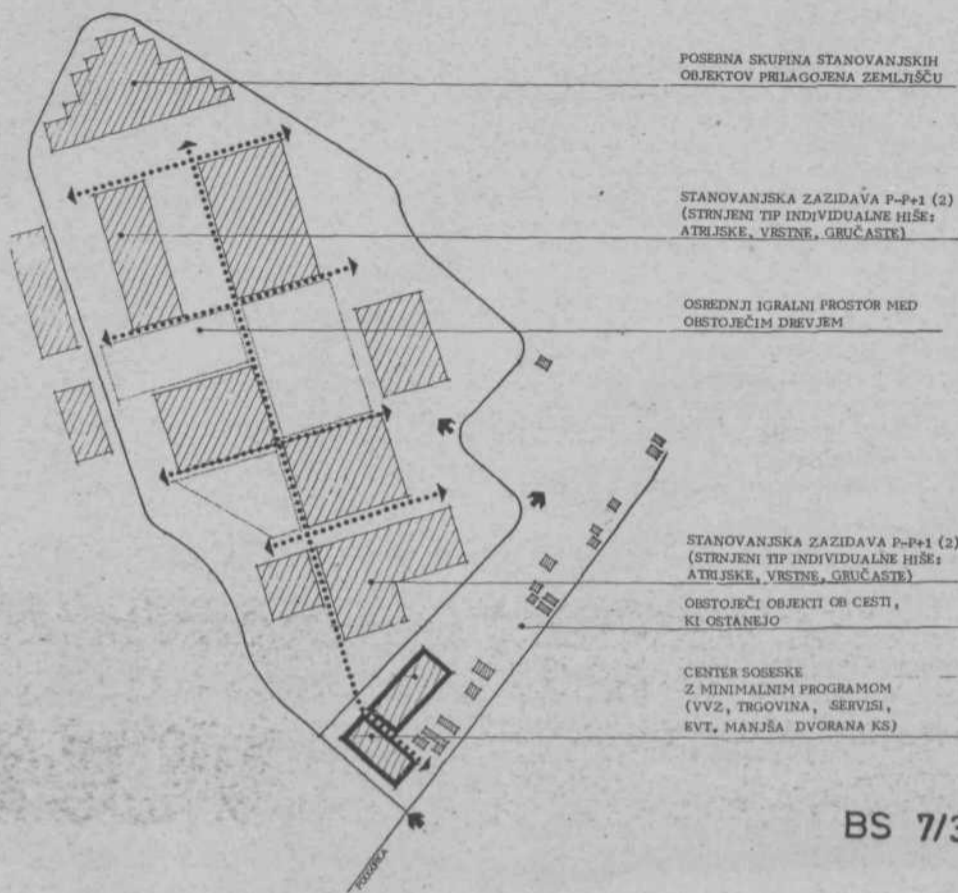 POSEBNA SKUPINA STANOVANJSKIH
OBJEKTOV PRILAGOJENA ZEMLJIŠČU
STANOVANJSKA ZAZIDAVA P-P+1 (2)
(STRNJENI TIP INDIVIDUALNE HIŠE:
ATRIJSKE, VRSTNE, GRUČASTE)
OSREDNJI IGRALNI PROSTOR MED
OBSTOJEČIM DREVJEM
STANOVANJSKA ZAZIDAVA P-P+1 (2)
(STRNJENI TIP INDIVIDUALNE HIŠE:
ATRIJSKE, VRSTNE, GRUČASTE)
OBSTOJEČI OBJEKTI OB CESTI,
KI OSTANEJO
CENTER SOSESKE
Z MINIMALNIM PROGRAMOM
(VVZ, TRGOVINA, SERVISI,
EVT. MANJŠA DVORANA KS)
BS 7/3